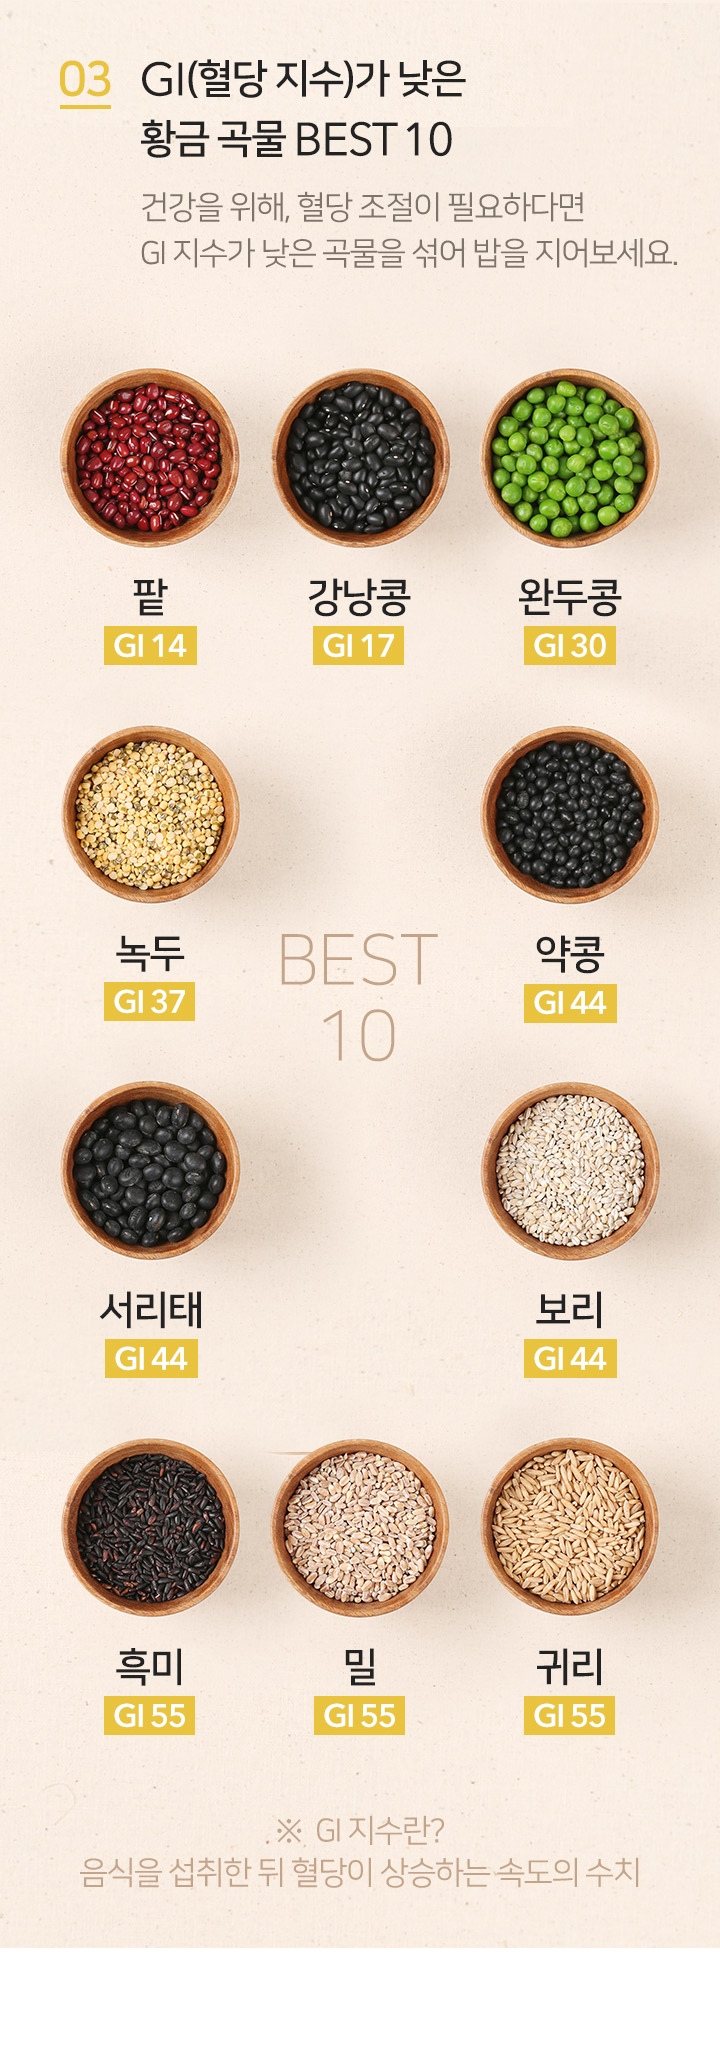 03 GI(혈당 지수)가 낮은
황금 곡물 BEST 10
건강을 위해, 혈당 조절이 필요하다면
GI 지수가 낮은 곡물을 섞어 밥을 지어보세요.
팥 강낭콩 완두콩
GI 14 GI 17 GI 30
녹두 약콩
GI 37 GI 44
BEST
10
서리태 보리
GI 44 GI 44
흑미 밀 귀리
GI 55 GI 55 GI 55
.※ GI 지수란?
음식을 섭취한 뒤 혈당이 상승하는 속도의 수치